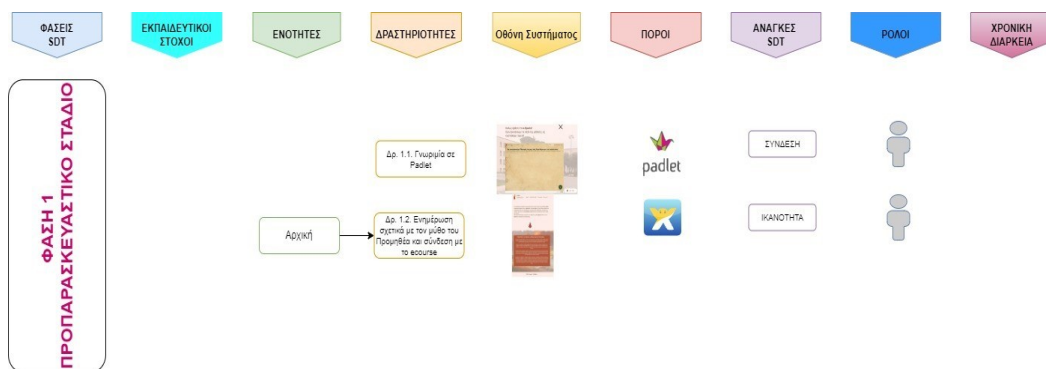 ΦΑΣΕΙΣ
SDT
ΕΚΠΑΙΔΕΥΤΙΚΟΙ
ΣΤΟΧΟΙ
ΕΝΟΤΗΤΕΣ
ΔΡΑΣΤΗΡΙΟΤΗΤΕΣ
Οθόνη Συστήματος
ΠΟΡΟΙ
ΑΝΑΓΚΕΣ
SDT
ΡΟΛΟΙ
ΧΡΟΝΙΚΗ
ΔΙΑΡΚΕΙΑ
ΦΑΣΗ 1
ΠΡΟΠΑΡΑΣΚΕΥΑΣΤΙΚΟ ΣΤΑΔΙΟ
Δρ. 1.1. Γνωριμία σε
Padlet
padlet
ΣΥΝΔΕΣΗ
Αρχική
Δρ. 1.2. Ενημέρωση
σχετικά με τον μύθο του
Προμηθέα και σύνδεση με
το ecourse
ΙΚΑΝΟΤΗΤΑ